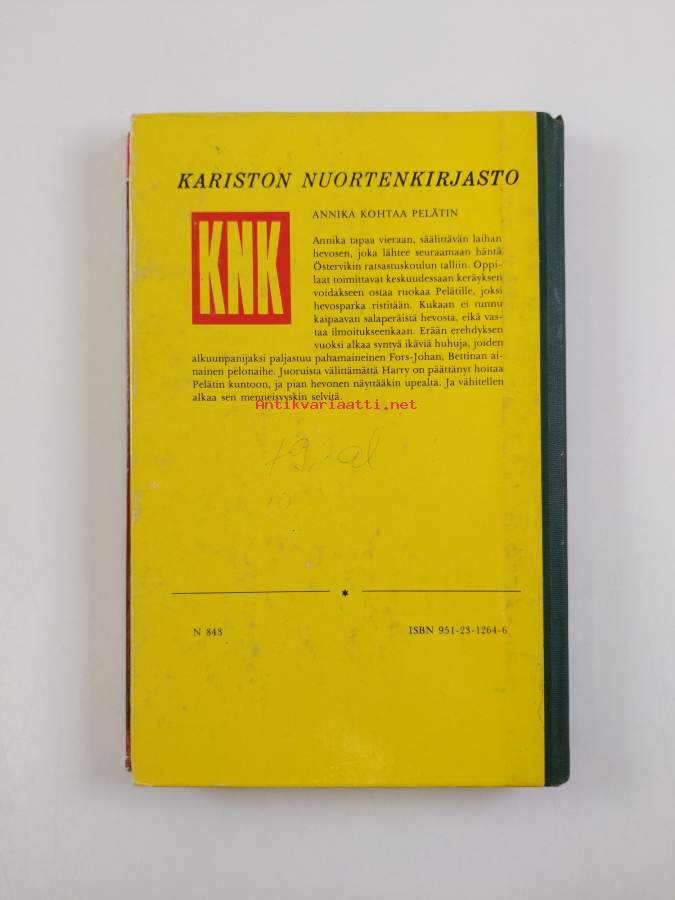 KARISTON NUORTENKIRJASTO
KNK
ANNIKA KOHTAA PELÄTIN
Annika tapaa vieraan, säälittävän laihan
hevosen, joka lähtee seuraamaan häntä
Östervikin ratsastuskoulun talliin. Oppi-
laat toimittavat keskuudessaan keräyksen
voidakseen ostaa ruokaa Pelätille, joksi
hevosparka ristitään. Kukaan ei tunnu
kaipaavan salaperäistä hevosta, eikä vas-
taa ilmoitukseenkaan. Erään erehdyksen
vuoksi alkaa syntyä ikäviä huhuja, joiden
alkuunpanijaksi paljastuu pahamaineinen Fors-Johan, Bettinan ai-
nainen pelonaihe. Juoruista välittämättä Harry on päättänyt hoitaa
Pelätin kuntoon, ja pian hevonen näyttääkin upealta. Ja vähitellen
alkaa sen menneisyyskin selvitä.
Antikvariaatti.net
N 843
ISBN 951-23-1264-6